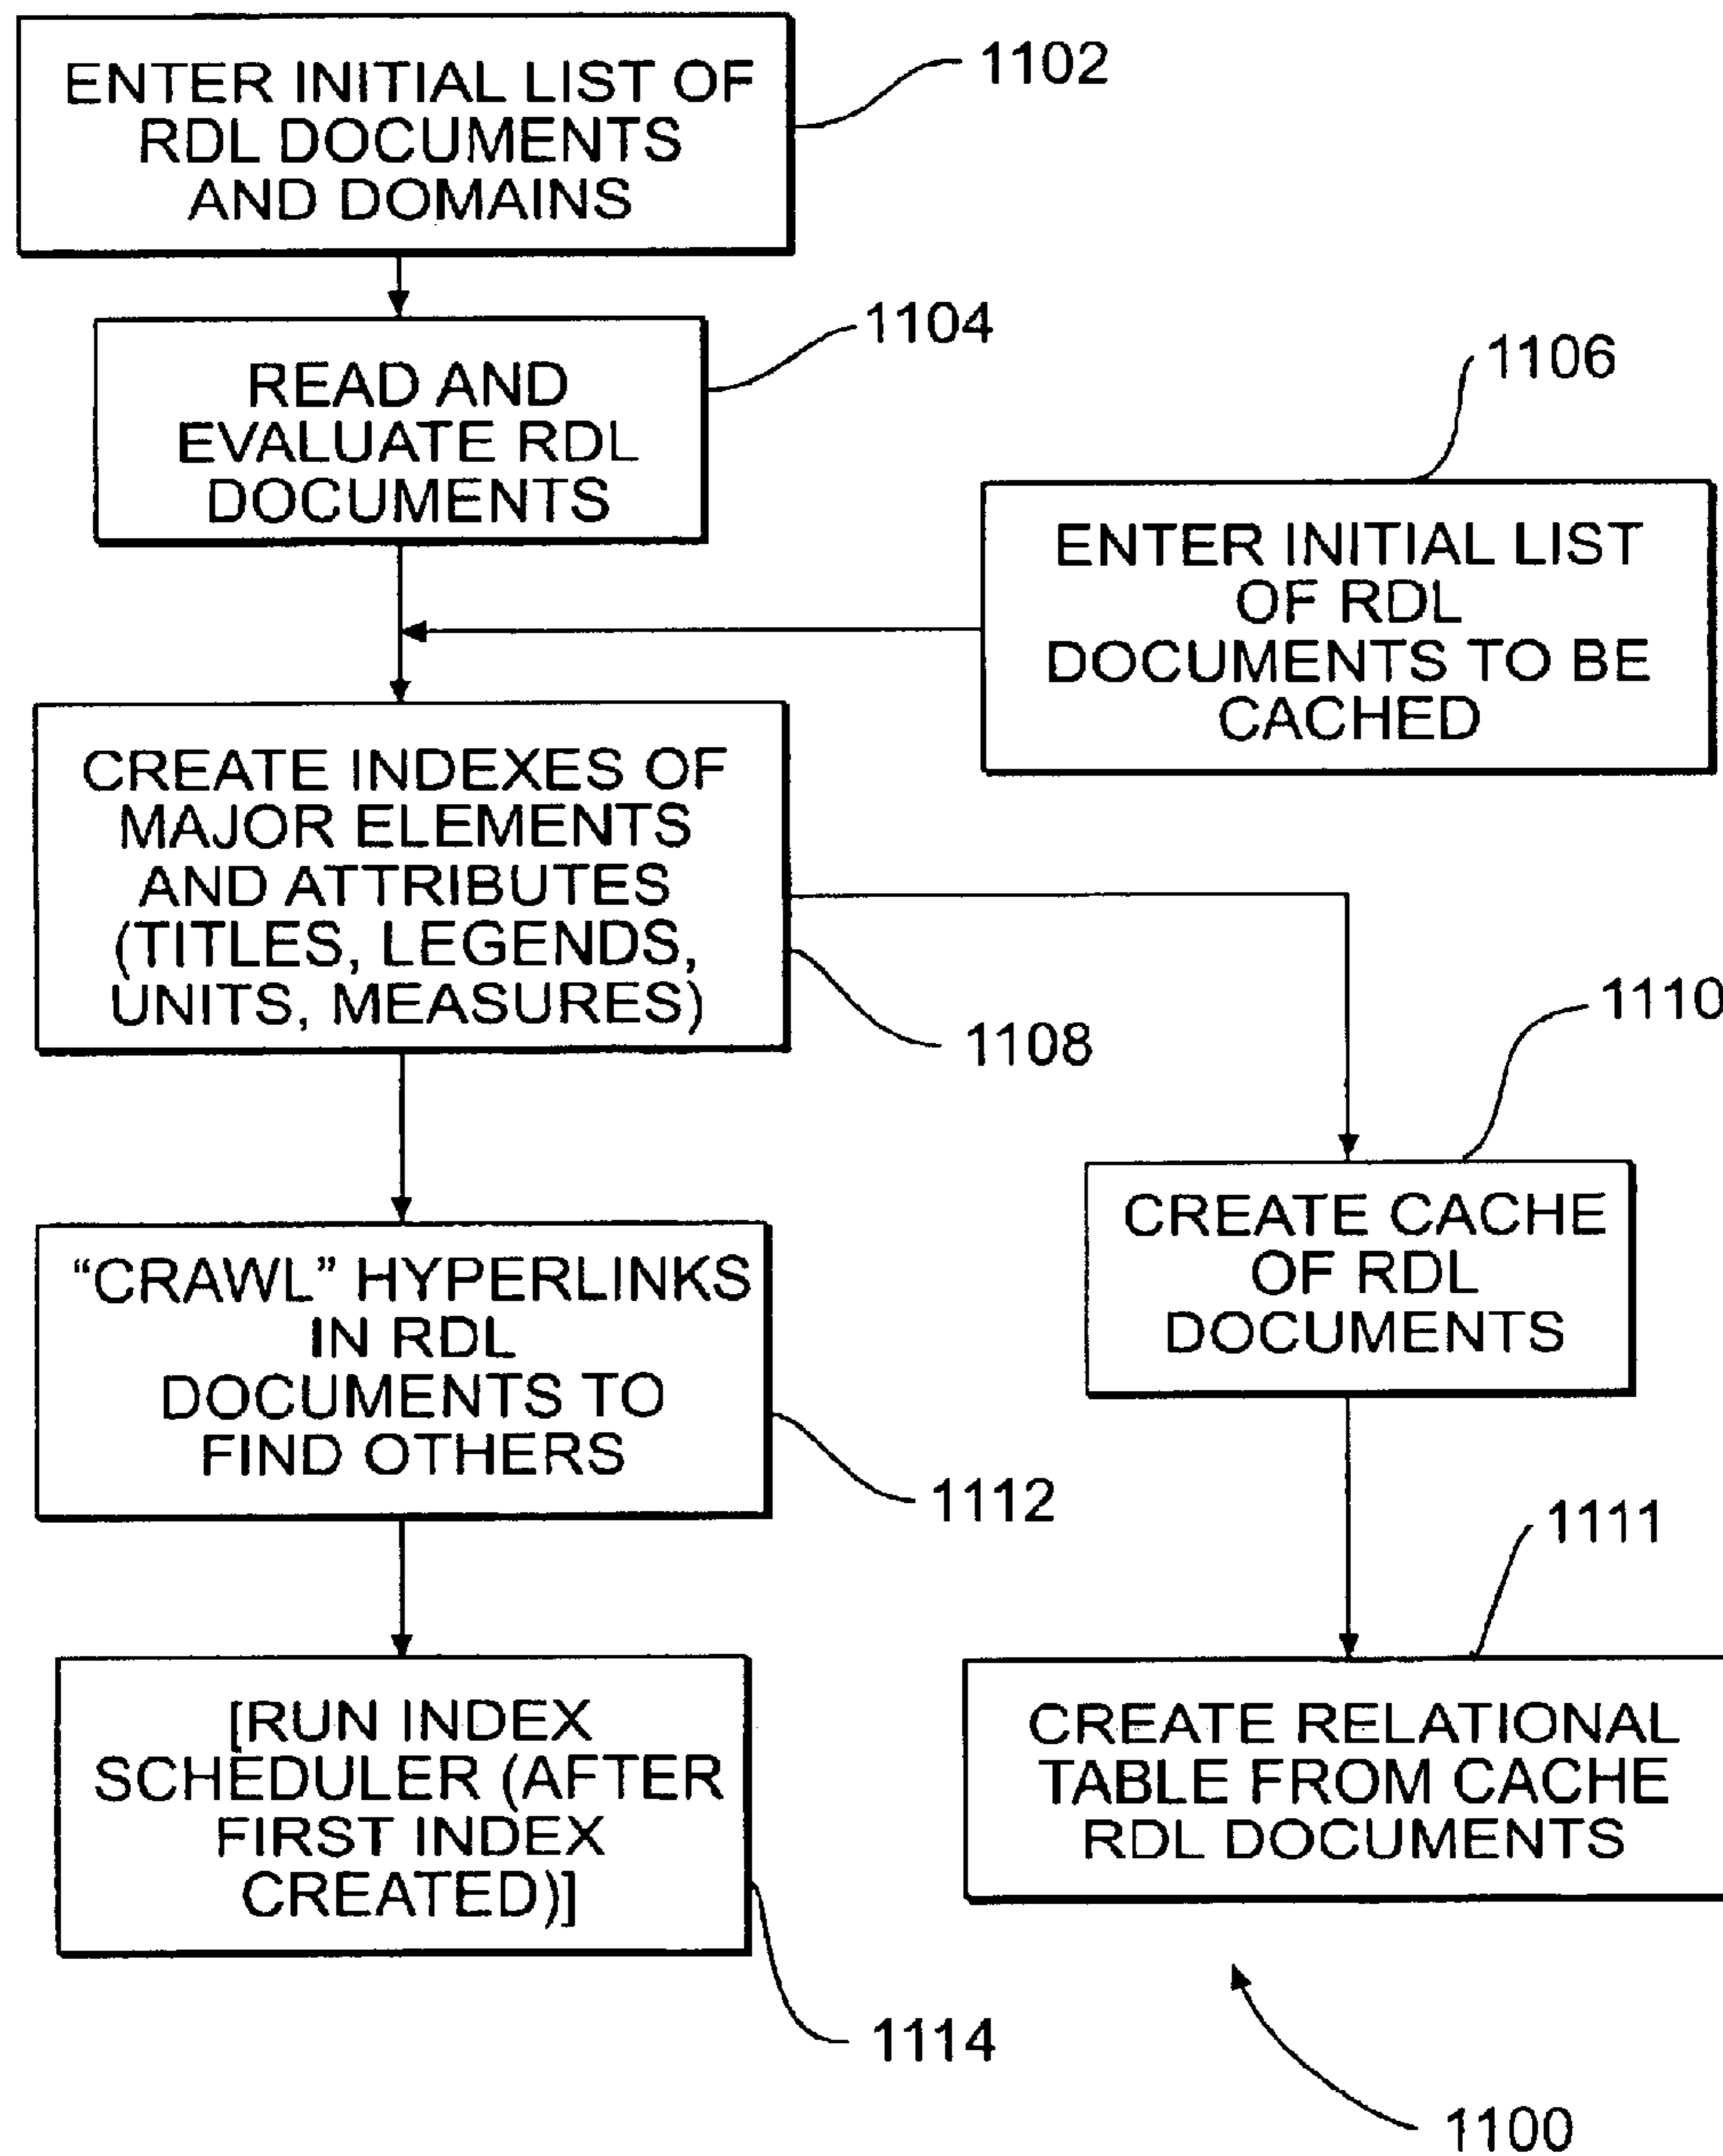 ENTER INITIAL LIST OF
RDL DOCUMENTS
AND DOMAINS
1102
READ AND
EVALUATE RDL
DOCUMENTS
1104
1106
ENTER INITIAL LIST
OF RDL
DOCUMENTS TO BE
CACHED
CREATE INDEXES OF
MAJOR ELEMENTS
AND ATTRIBUTES
(TITLES, LEGENDS,
UNITS, MEASURES)
1108
1110
CREATE CACHE
OF RDL
DOCUMENTS
“CRAWL” HYPERLINKS
IN RDL
DOCUMENTS TO
FIND OTHERS
1112
1111
[RUN INDEX
SCHEDULER (AFTER
FIRST INDEX
CREATED)]
1114
CREATE RELATIONAL
TABLE FROM CACHE
RDL DOCUMENTS
1100